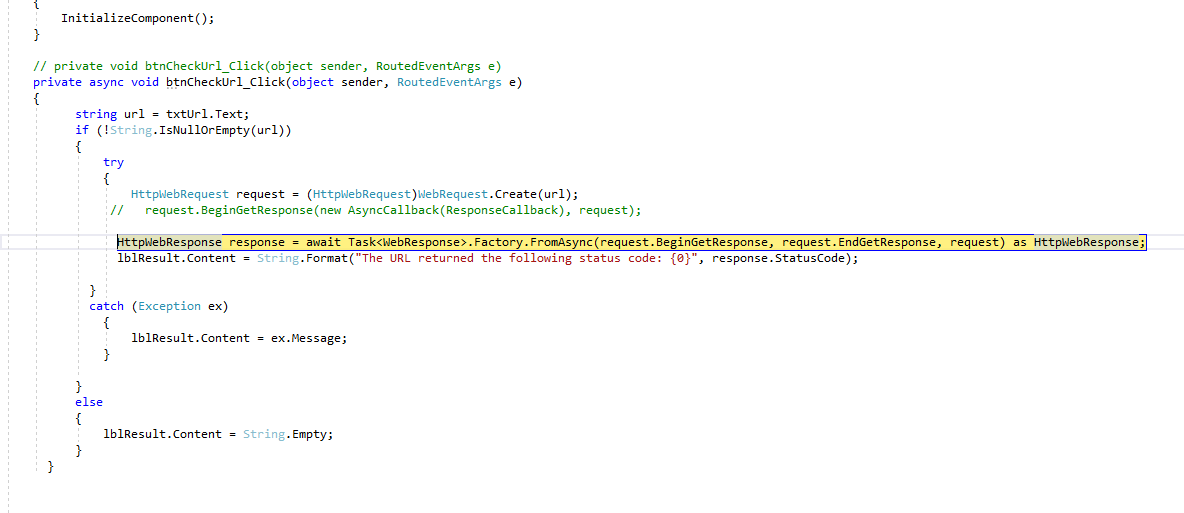 {
InitializeComponent();
}
// private void btnCheckUrl_Click(object sender, RoutedEventArgs e)
private async void btnCheckUrl_Click(object sender, RoutedEventArgs e)
{
string url = txtUrl.Text;
if (!String.IsNullOrEmpty(url))
{
try
{
HttpWebRequest request = (HttpWebRequest)WebRequest.Create(url);
// request.BeginGetResponse(new AsyncCallback(ResponseCallback), request);
HttpWebResponse response = await Task<WebResponse>.Factory.FromAsync(request.BeginGetResponse, request.EndGetResponse, request) as HttpWebResponse;
lblResult.Content = String.Format("The URL returned the following status code: {0}", response.StatusCode);
}
catch (Exception ex)
{
lblResult.Content = ex.Message;
}
}
else
{
lblResult.Content = String.Empty;
}
}